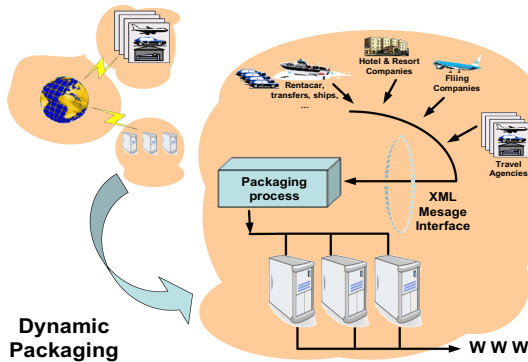 Hotel & Resort
Companies
Rentacar,
transfers, ships,
...
Fliing
Companies
Travel
Agencies
Packaging
process
XML
Mesage
Interface
Dynamic
Packaging
W W W